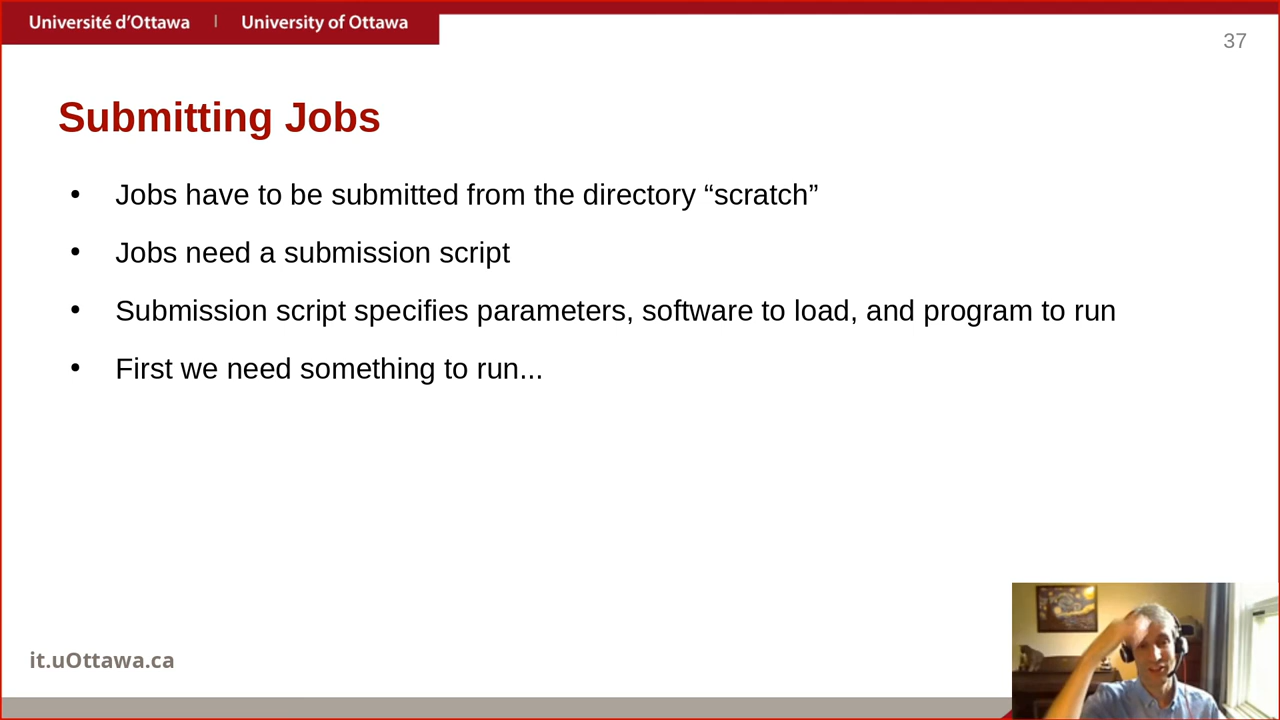 Université d'Ottawa | University of Ottawa
37
Submitting Jobs
• Jobs have to be submitted from the directory “scratch”
• Jobs need a submission script
• Submission script specifies parameters, software to load, and program to run
• First we need something to run...
it.uOttawa.ca